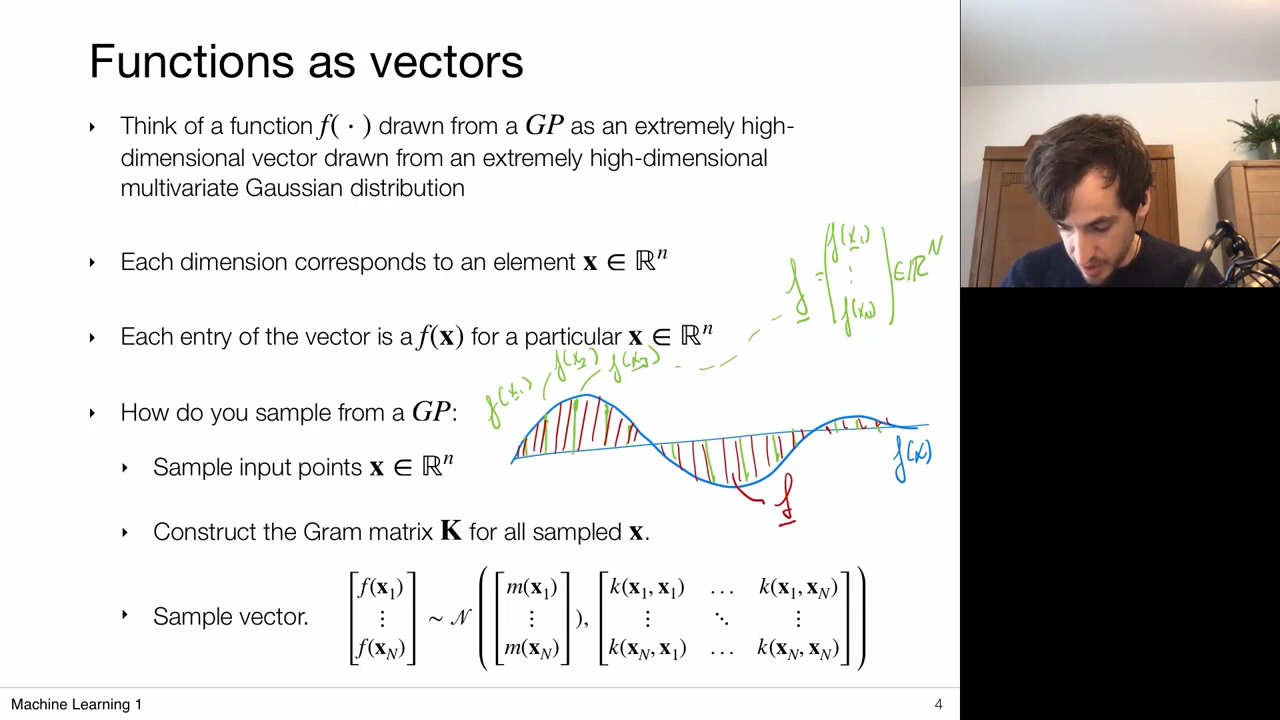 Functions as vectors
‣ Think of a function f( · ) drawn from a GP as an extremely high-
dimensional vector drawn from an extremely high-dimensional
multivariate Gaussian distribution
‣ Each dimension corresponds to an element x ∈ ℝⁿ
f = [f(x₁) ⋮ f(x_N)] ∈ ℝ^N
‣ Each entry of the vector is a f(x) for a particular x ∈ ℝⁿ
f(x₁) f(x₂) f(x₃)
‣ How do you sample from a GP:
f(x)
‣ Sample input points x ∈ ℝⁿ
f
‣ Construct the Gram matrix K for all sampled x.
‣ Sample vector. [f(x₁) ⋮ f(x_N)] ∼ 𝒩 ([m(x₁) ⋮ m(x_N)]), [k(x₁, x₁) … k(x₁, x_N) ⋮ ⋱ ⋮ k(x_N, x₁) … k(x_N, x_N)])
Machine Learning 1
4